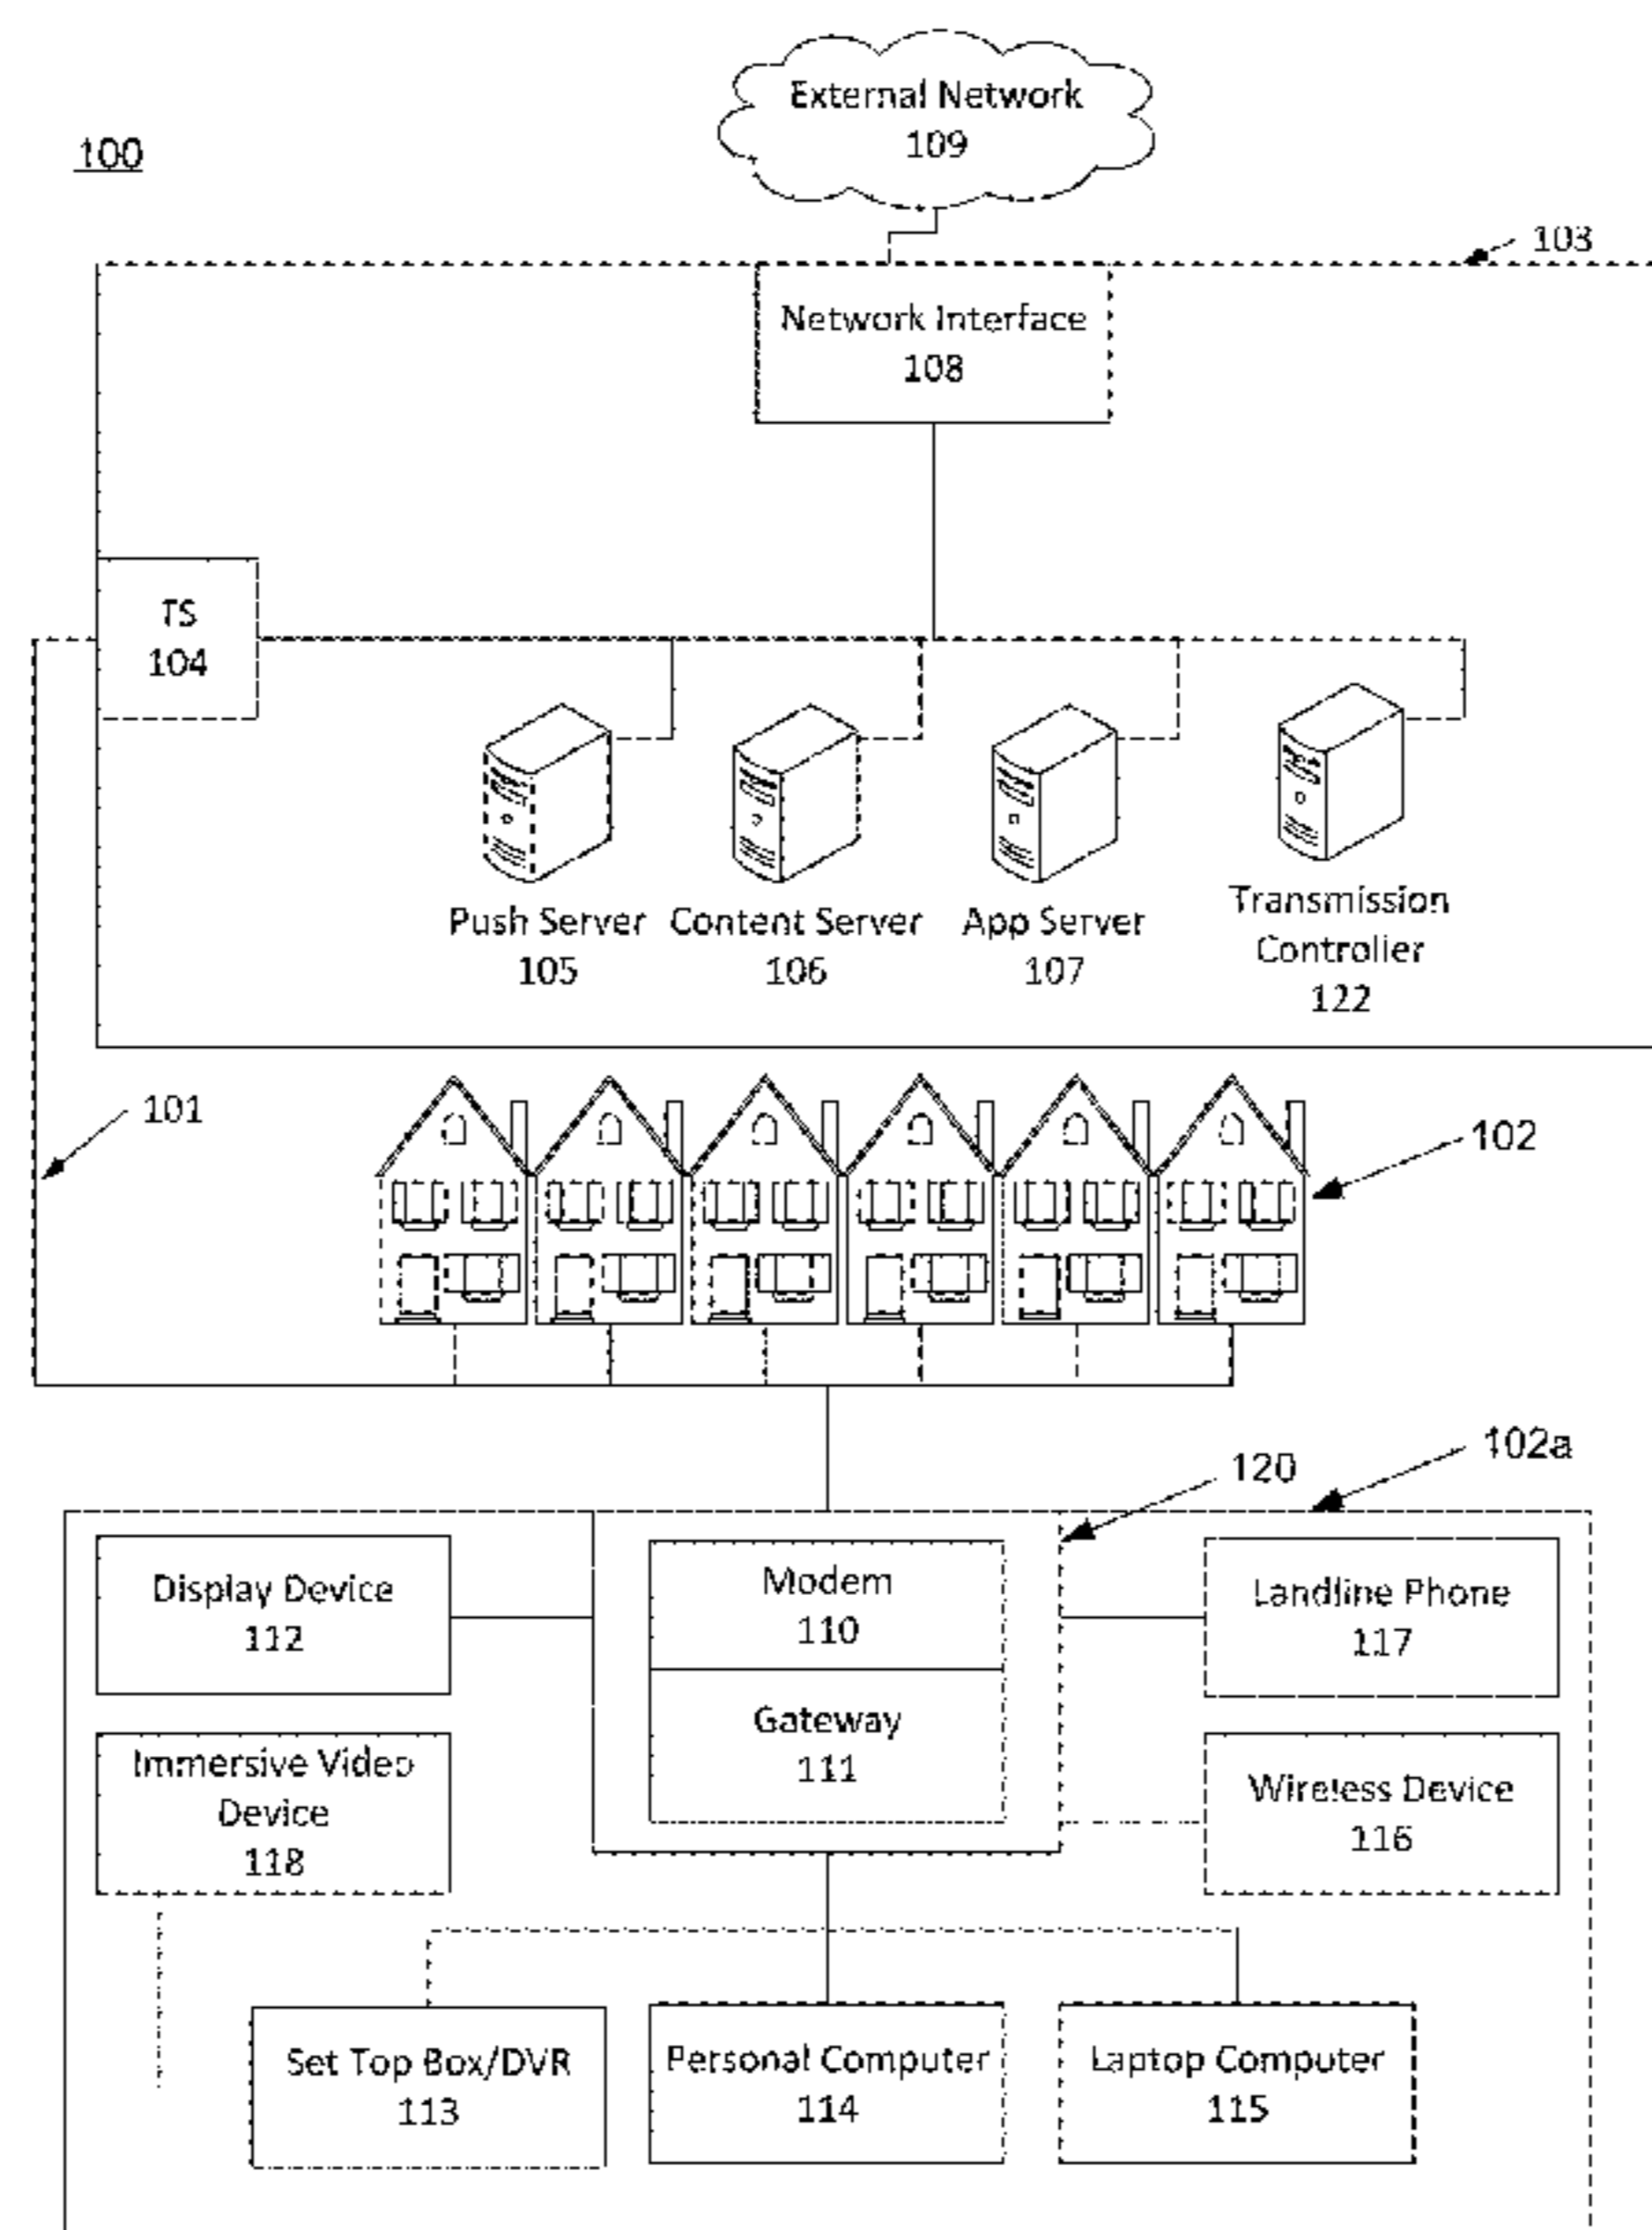 External Network
109
100
103
Network Interface
108
TS
104
Push Server
105
Content Server
106
App Server
107
Transmission
Controller
122
101
102
102a
120
Display Device
112
Modem
110
Landline Phone
117
Gateway
111
Immersive Video
Device
118
Wireless Device
116
Set Top Box/DVR
113
Personal Computer
114
Laptop Computer
115